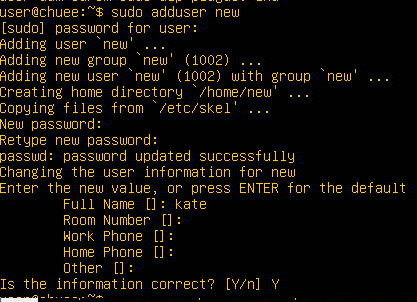 user@chuee:~$ sudo adduser new
[sudo] password for user:
Adding user `new' ...
Adding new group `new' (1002) ...
Adding new user `new' (1002) with group `new' ...
Creating home directory `/home/new' ...
Copying files from `/etc/skel' ...
New password:
Retype new password:
passwd: password updated successfully
Changing the user information for new
Enter the new value, or press ENTER for the default
Full Name []: kate
Room Number []:
Work Phone []:
Home Phone []:
Other []:
Is the information correct? [Y/n] Y